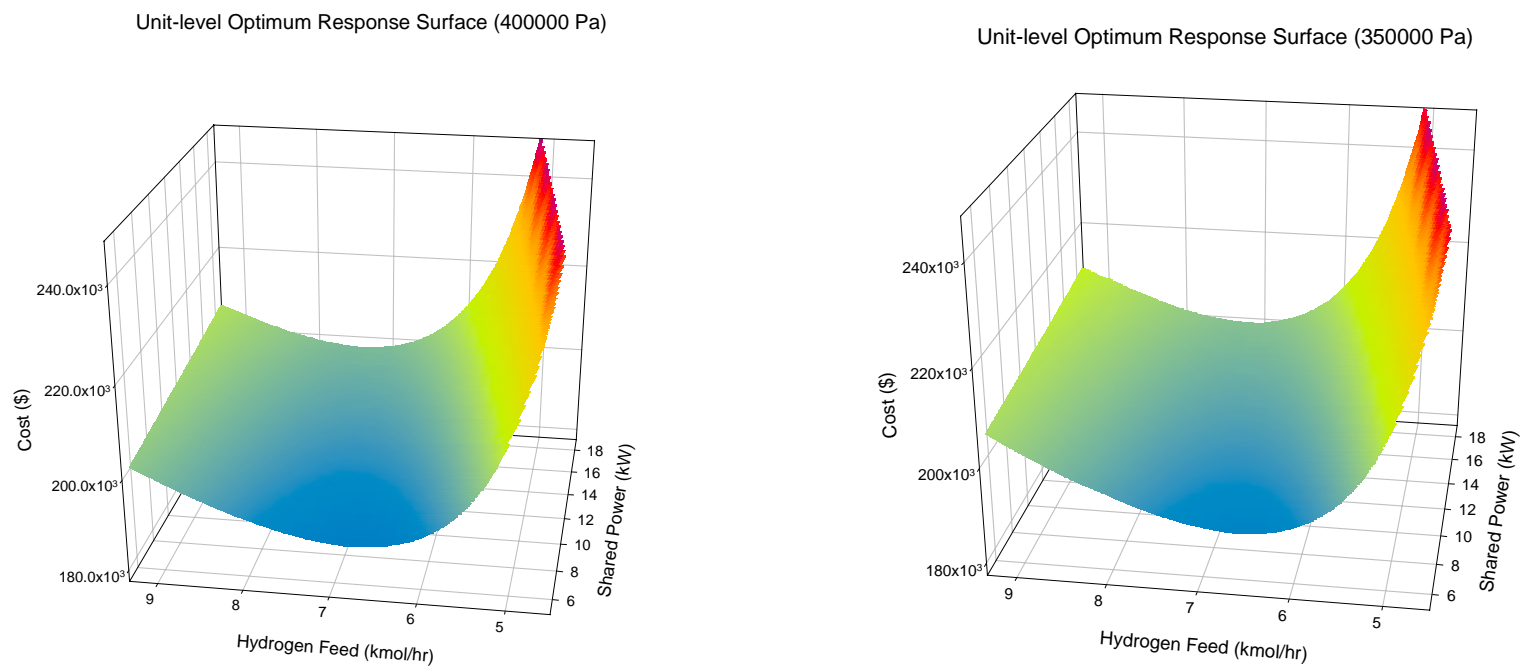 Unit-level Optimum Response Surface (400000 Pa)
240.0x10³
220.0x10³
200.0x10³
180.0x10³
Cost ($)
9
8
7
6
5
Hydrogen Feed (kmol/hr)
18
16
14
12
10
8
6
Shared Power (kW)
Unit-level Optimum Response Surface (350000 Pa)
240x10³
220x10³
200x10³
180x10³
Cost ($)
9
8
7
6
5
Hydrogen Feed (kmol/hr)
18
16
14
12
10
8
6
Shared Power (kW)